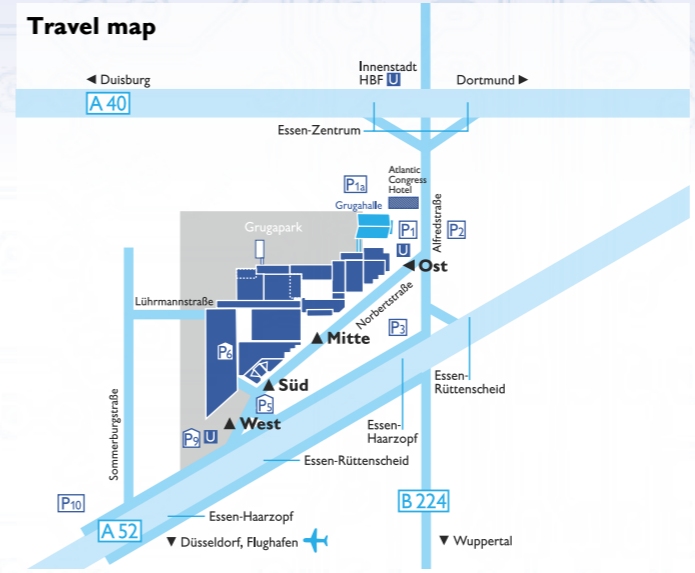 Travel map
Innenstadt
HBF U
◄ Duisburg
Dortmund ►
A 40
Essen-Zentrum
Atlantic
Congress
Hotel
P1a
Grugahalle
Grugapark
P1
Alfredstraße
P2
U
◄ Ost
Lührmannstraße
Norbertstraße
P3
▲ Mitte
P6
Essen-
Rüttenscheid
▲ Süd
P5
Sommerburgstraße
▲ West
Essen-
Haarzopf
P9 U
Essen-Rüttenscheid
P10
B 224
Essen-Haarzopf
A 52
▼ Düsseldorf, Flughafen
▼ Wuppertal